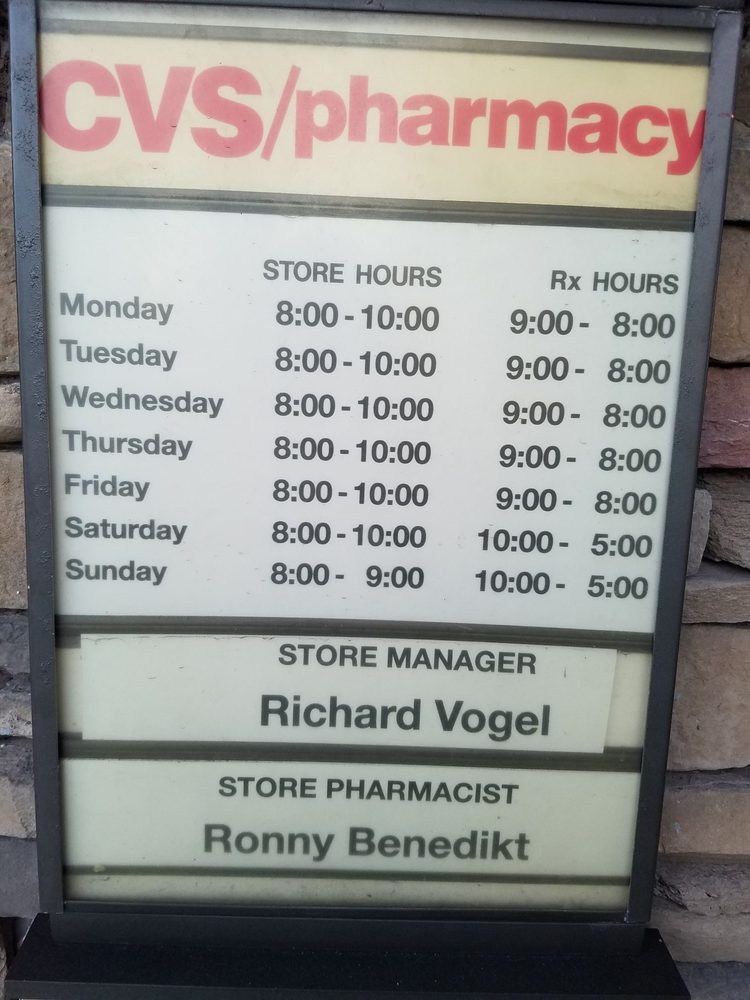 CVS/pharmacy
STORE HOURS Rx HOURS
Monday 8:00 - 10:00 9:00 - 8:00
Tuesday 8:00 - 10:00 9:00 - 8:00
Wednesday 8:00 - 10:00 9:00 - 8:00
Thursday 8:00 - 10:00 9:00 - 8:00
Friday 8:00 - 10:00 9:00 - 8:00
Saturday 8:00 - 10:00 10:00 - 5:00
Sunday 8:00 - 9:00 10:00 - 5:00
STORE MANAGER
Richard Vogel
STORE PHARMACIST
Ronny Benedikt